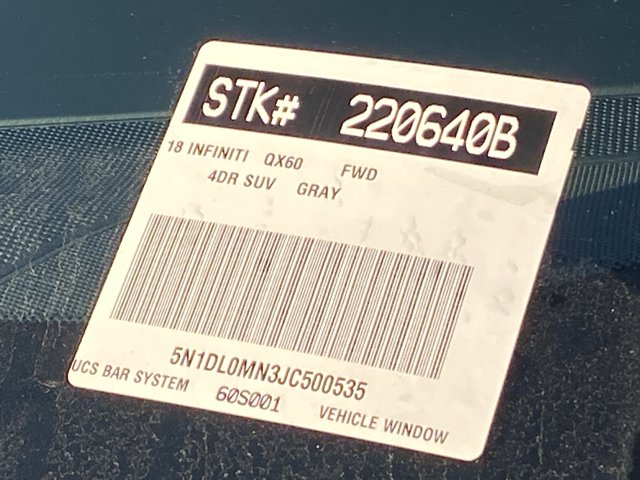 STK# 220640B
18 INFINITI QX60 FWD
4DR SUV GRAY
5N1DL0MN3JC500535
UCS BAR SYSTEM 60S001 VEHICLE WINDOW